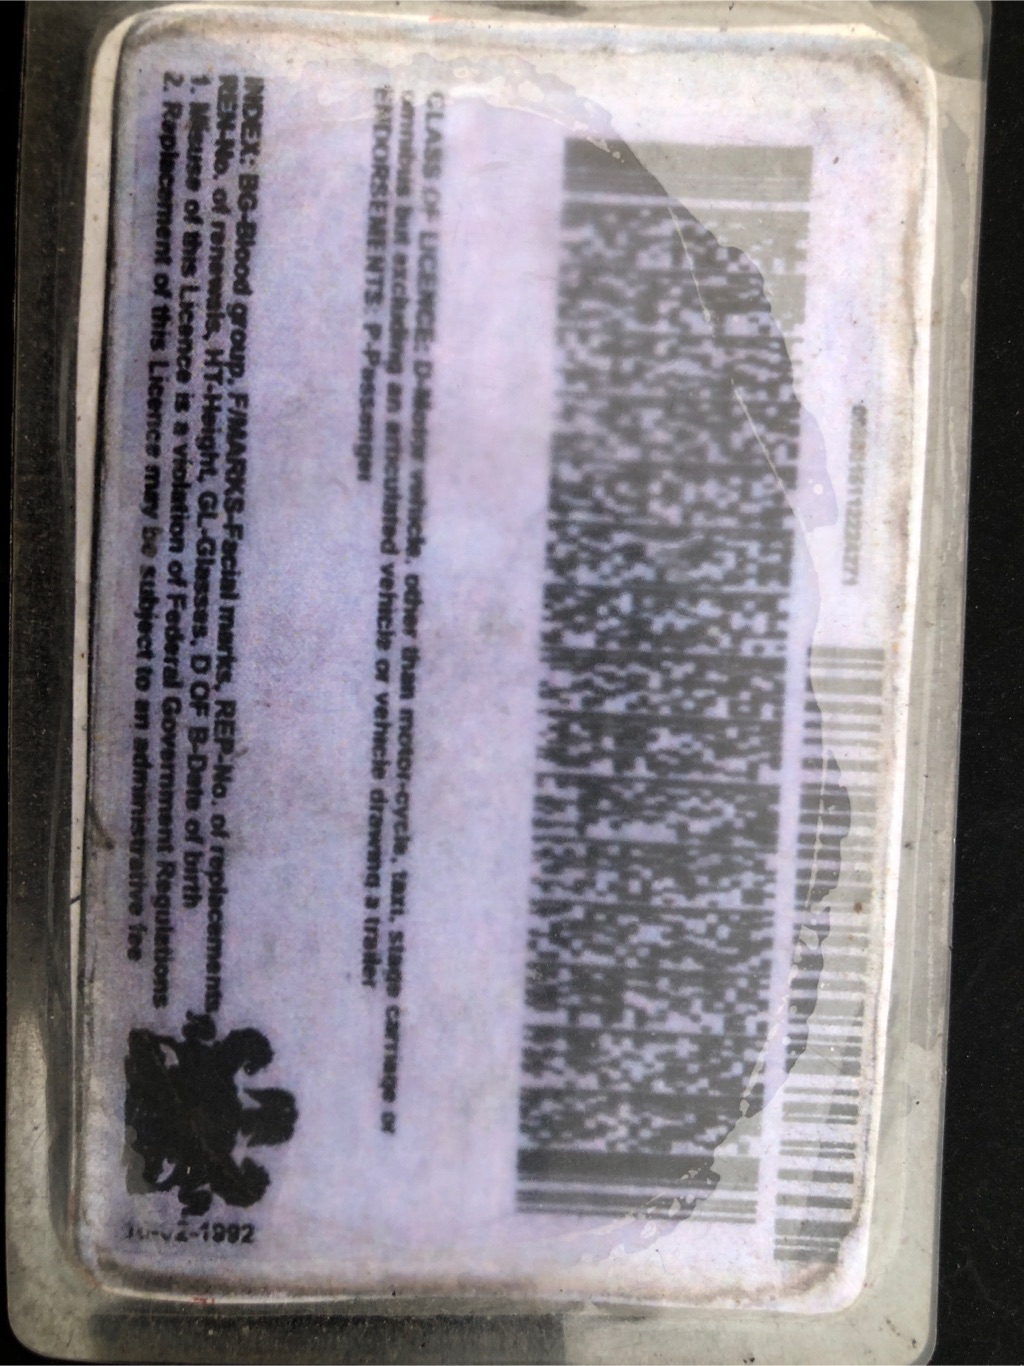 CLASS OF LICENCE: D-Motor vehicle, other than motor-cycle, taxi, stage carriage or
omnibus but excluding an articulated vehicle or vehicle drawing a trailer
ENDORSEMENTS: P-Passenger
INDEX: BG-Blood group, F/MARKS-Facial marks, REP-No. of replacements
REN-No. of renewals, HT-Height, GL-Glasses, D OF B-Date of birth
1. Misuse of this Licence is a violation of Federal Government Regulations
2. Replacement of this Licence may be subject to an administrative fee